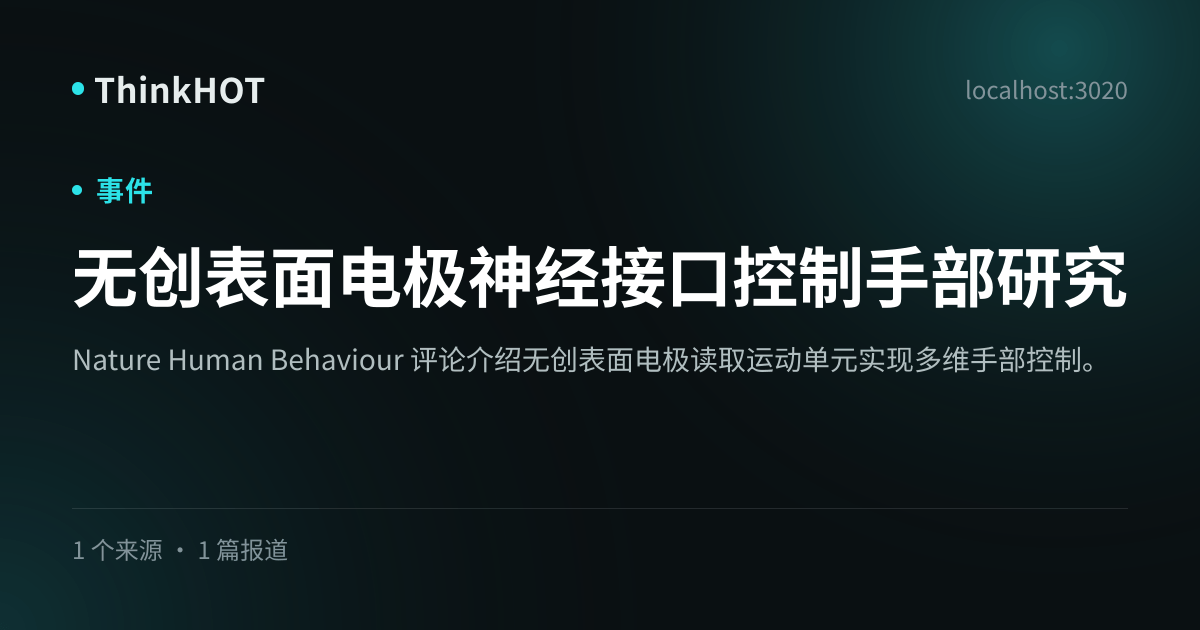 ThinkHOT
localhost:3020
事件
无创表面电极神经接口控制手部研究
Nature Human Behaviour 评论介绍无创表面电极读取运动单元实现多维手部控制。
1 个来源 · 1 篇报道